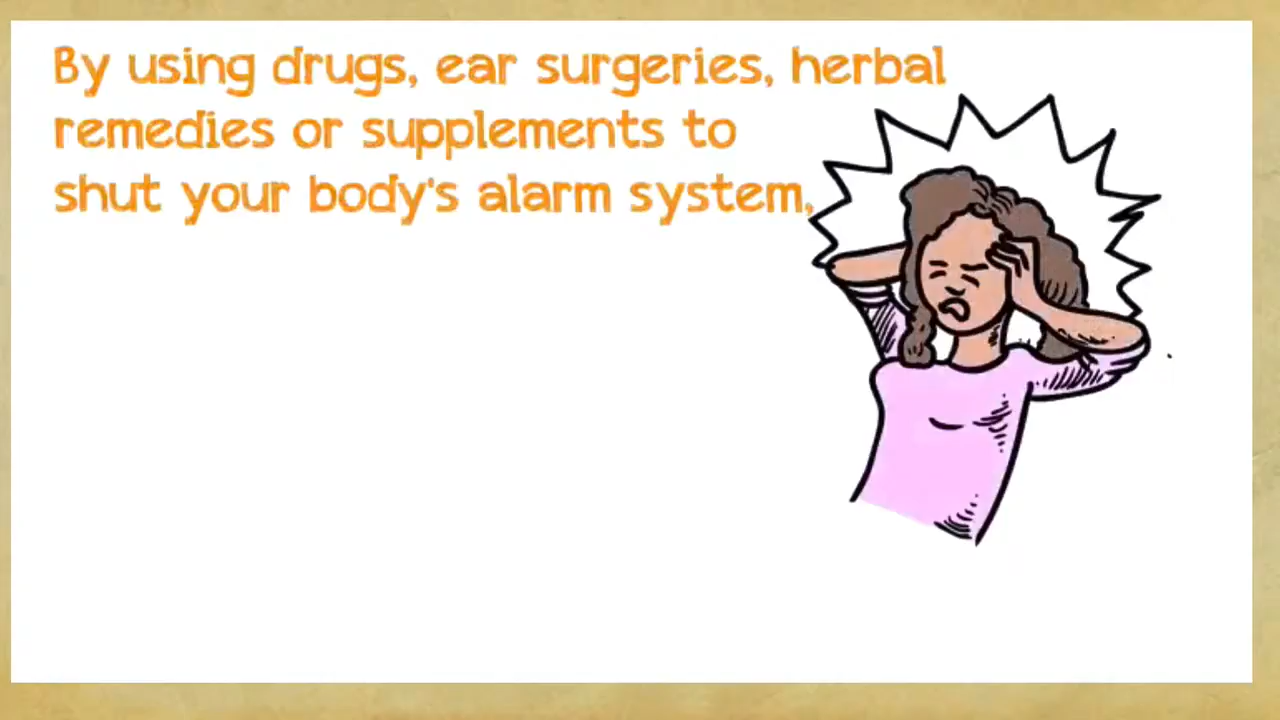 By using drugs, ear surgeries, herbal
remedies or supplements to
shut your body's alarm system,